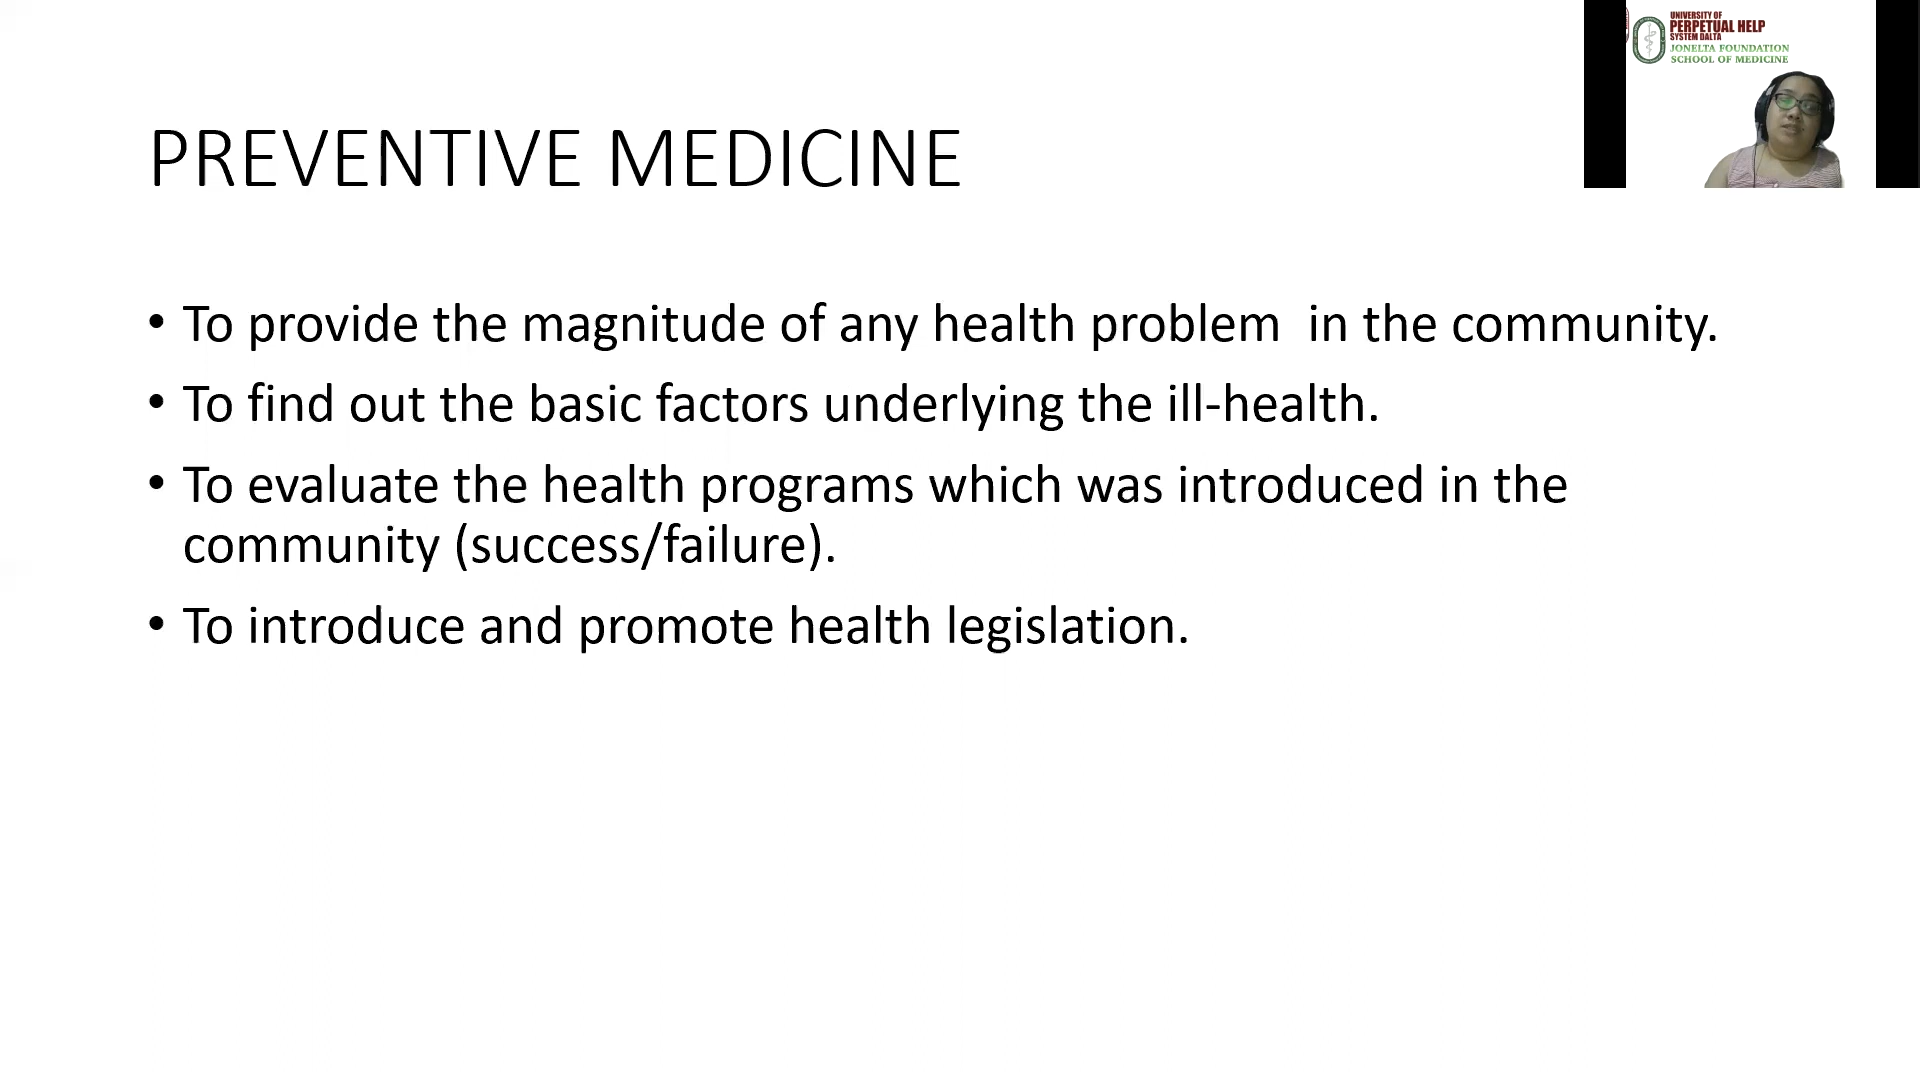 UNIVERSITY OF
PERPETUAL HELP
SYSTEM DALTA
JONELTA FOUNDATION
SCHOOL OF MEDICINE
PREVENTIVE MEDICINE
• To provide the magnitude of any health problem  in the community.
• To find out the basic factors underlying the ill-health.
• To evaluate the health programs which was introduced in the
community (success/failure).
• To introduce and promote health legislation.